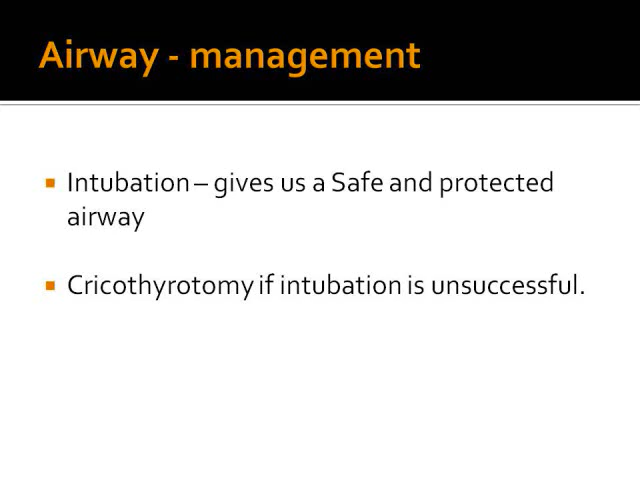 Airway - management
▪ Intubation – gives us a Safe and protected
airway
▪ Cricothyrotomy if intubation is unsuccessful.